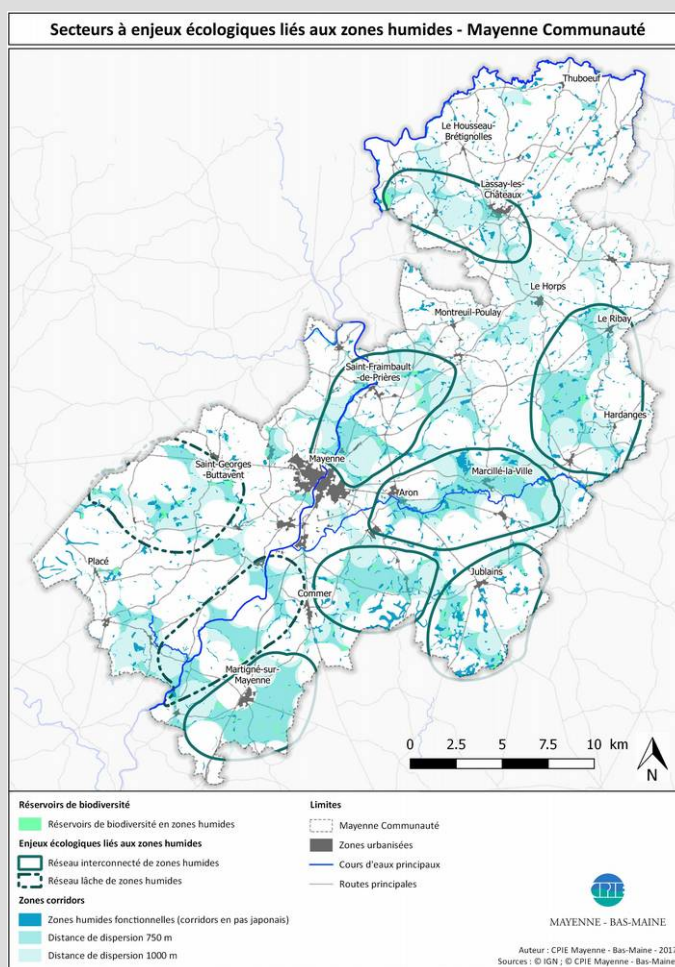 Secteurs à enjeux écologiques liés aux zones humides - Mayenne Communauté
Thuboeuf
Le Housseau-
Brétignolles
Lassay-les-
Châteaux
Le Horps
Montreuil-Poulay
Le Ribay
Saint-Fraimbault
-de-Prières
Hardanges
Saint-Georges-
Buttavent
Mayenne
Marcillé-la-Ville
Aron
Placé
Jublains
Commer
Martigné-sur-
Mayenne
0 2.5 5 7.5 10 km
N
Réservoirs de biodiversité
Réservoirs de biodiversité en zones humides
Enjeux écologiques liés aux zones humides
Réseau interconnecté de zones humides
Réseau lâche de zones humides
Zones corridors
Zones humides fonctionnelles (corridors en pas japonais)
Distance de dispersion 750 m
Distance de dispersion 1000 m
Limites
Mayenne Communauté
Zones urbanisées
Cours d'eaux principaux
Routes principales
CPIE
MAYENNE - BAS-MAINE
Auteur : CPIE Mayenne - Bas-Maine - 2017
Sources : © IGN ; © CPIE Mayenne - Bas-Maine